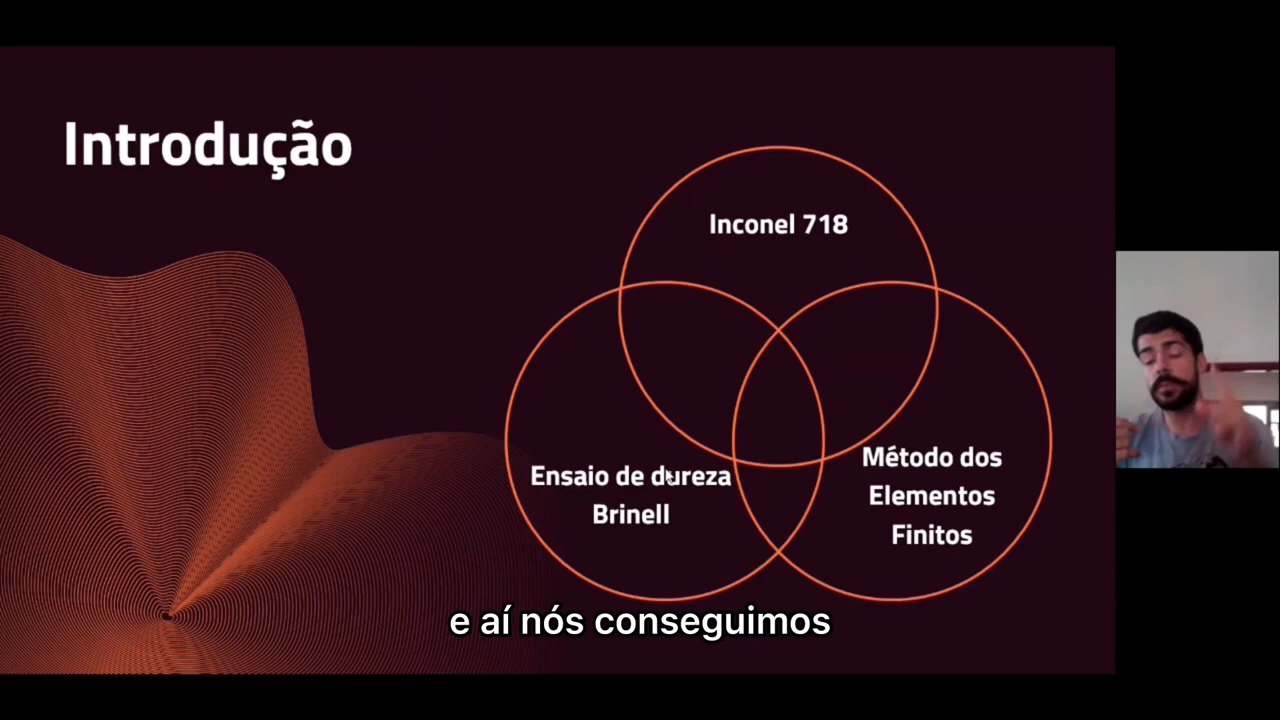 Introdução
Inconel 718
Ensaio de dureza
Brinell
Método dos
Elementos
Finitos
e aí nós conseguimos